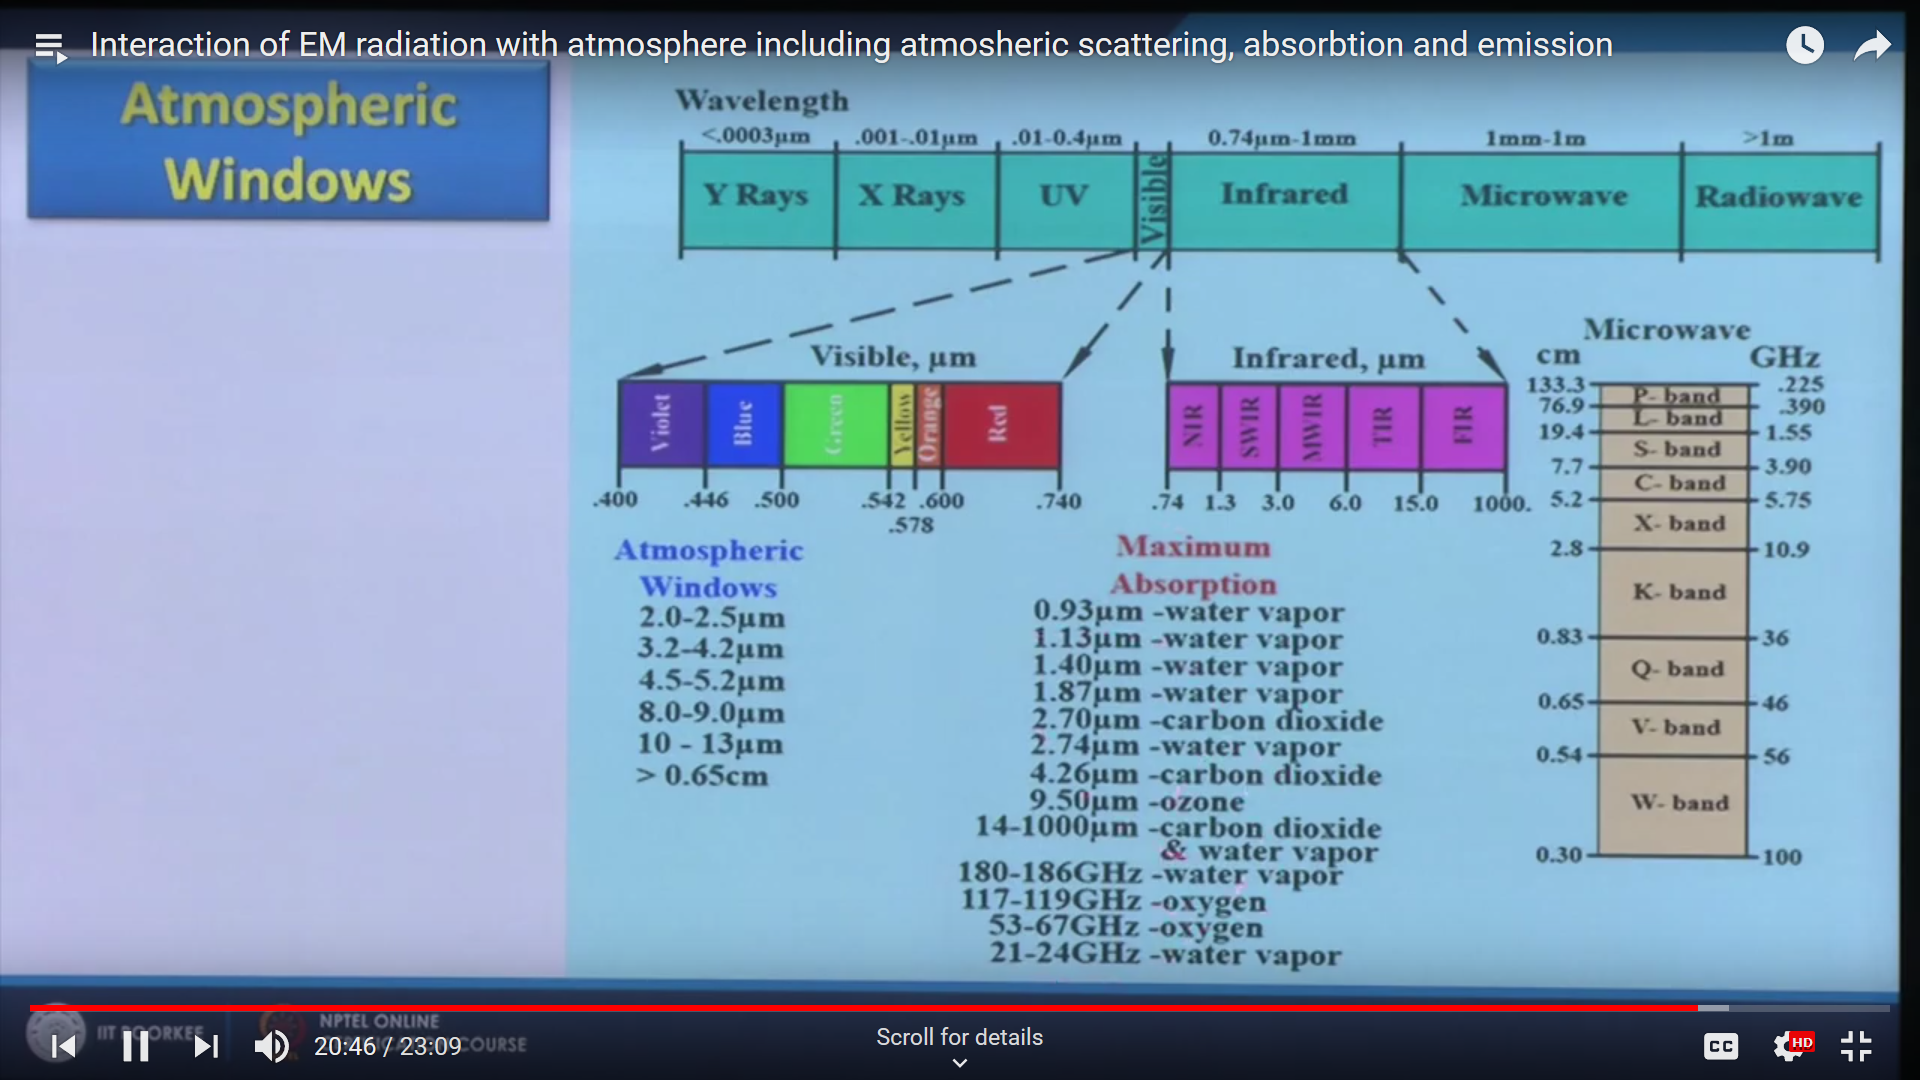 Interaction of EM radiation with atmosphere including atmosheric scattering, absorbtion and emission
Atmospheric
Windows
Wavelength
<.0003µm .001-.01µm .01-0.4µm 0.74µm-1mm 1mm-1m >1m
Y Rays X Rays UV Visible Infrared Microwave Radiowave
Visible, µm
Violet Blue Green Yellow Orange Red
.400 .446 .500 .542 .600 .740
.578
Infrared, µm
NIR SWIR MWIR TIR FIR
.74 1.3 3.0 6.0 15.0 1000.
Microwave
cm GHz
133.3 .225
P- band
76.9 .390
L- band
19.4 1.55
S- band
7.7 3.90
C- band
5.2 5.75
X- band
2.8 10.9
K- band
0.83 36
Q- band
0.65 46
V- band
0.54 56
W- band
0.30 100
Atmospheric
Windows
2.0-2.5µm
3.2-4.2µm
4.5-5.2µm
8.0-9.0µm
10 - 13µm
> 0.65cm
Maximum
Absorption
0.93µm -water vapor
1.13µm -water vapor
1.40µm -water vapor
1.87µm -water vapor
2.70µm -carbon dioxide
2.74µm -water vapor
4.26µm -carbon dioxide
9.50µm -ozone
14-1000µm -carbon dioxide
& water vapor
180-186GHz -water vapor
117-119GHz -oxygen
53-67GHz -oxygen
21-24GHz -water vapor
IIT ROORKEE
NPTEL ONLINE
COURSE
20:46 / 23:09
Scroll for details
CC
HD